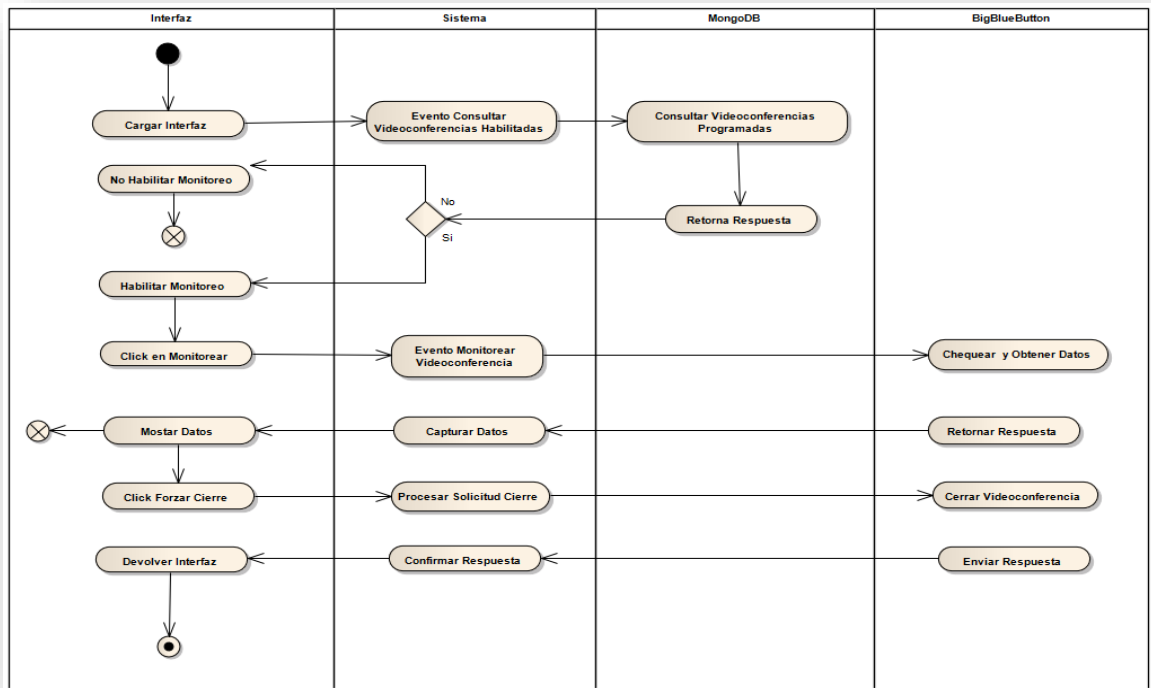 Interfaz
Sistema
MongoDB
BigBlueButton
Cargar Interfaz
Evento Consultar
Videoconferencias Habilitadas
Consultar Videoconferencias
Programadas
No Habilitar Monitoreo
No
Retorna Respuesta
Si
Habilitar Monitoreo
Click en Monitorear
Evento Monitorear
Videoconferencia
Chequear y Obtener Datos
Mostar Datos
Capturar Datos
Retornar Respuesta
Click Forzar Cierre
Procesar Solicitud Cierre
Cerrar Videoconferencia
Devolver Interfaz
Confirmar Respuesta
Enviar Respuesta